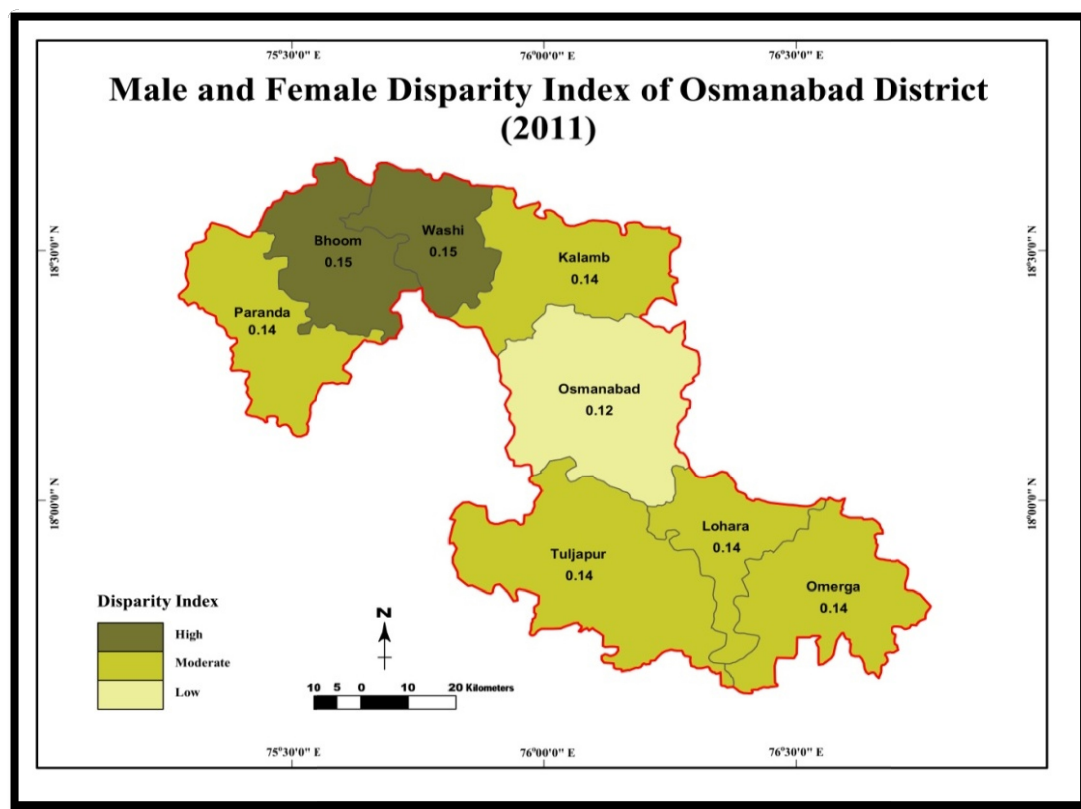 75°30'0" E 76°00'0" E 76°30'0" E
Male and Female Disparity Index of Osmanabad District
(2011)
18°30'0" N 18°30'0" N
Bhoom
0.15
Washi
0.15
Kalamb
0.14
Paranda
0.14
Osmanabad
0.12
18°00'0" N 18°00'0" N
Lohara
0.14
Tuljapur
0.14
Omerga
0.14
Disparity Index
High
Moderate
Low
N
10 5 0 10 20 Kilometers
75°30'0" E 76°00'0" E 76°30'0" E